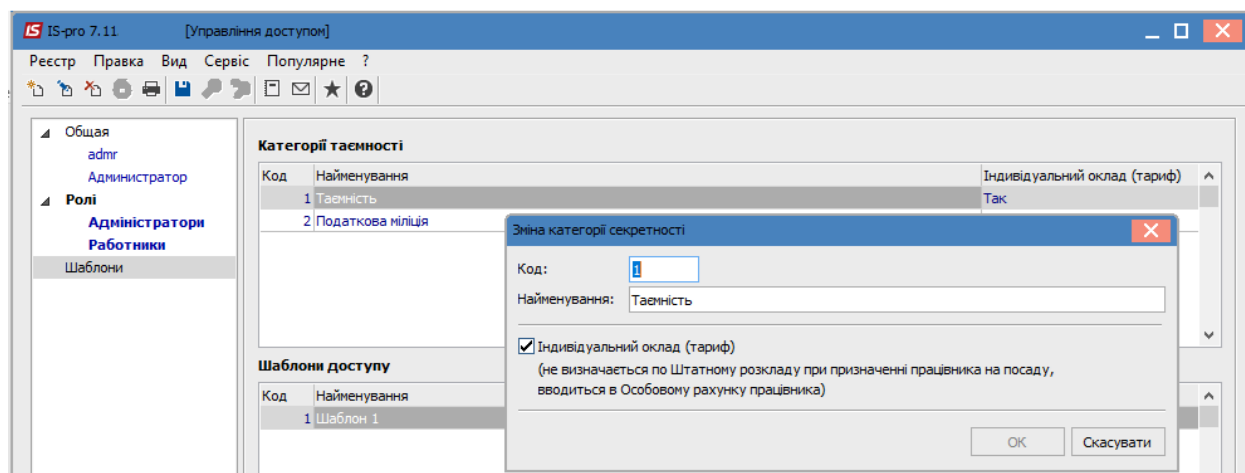 IS-pro 7.11 [Управління доступом]
Реєстр Правка Вид Сервіс Популярне ?
Общая
admr
Администратор
Ролі
Адміністратори
Работники
Шаблони
Категорії таємності
Код Найменування Індивідуальний оклад (тариф)
1 Таємність Так
2 Податкова міліція
Шаблони доступу
Код Найменування
1 Шаблон 1
Зміна категорії секретності
Код: 1
Найменування: Таємність
Індивідуальний оклад (тариф)
(не визначається по Штатному розкладу при призначенні працівника на посаду,
вводиться в Особовому рахунку працівника)
OK Скасувати